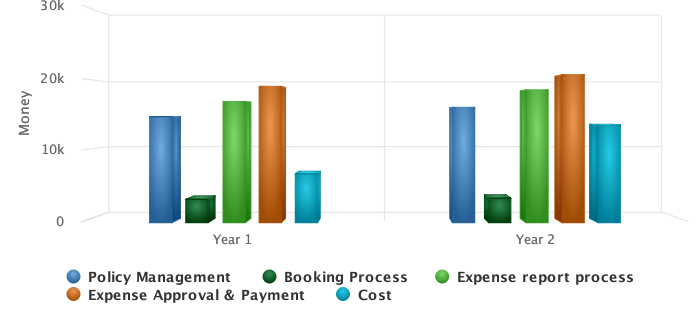 30k
20k
10k
0
Money
Year 1 Year 2
Policy Management Booking Process Expense report process
Expense Approval & Payment Cost